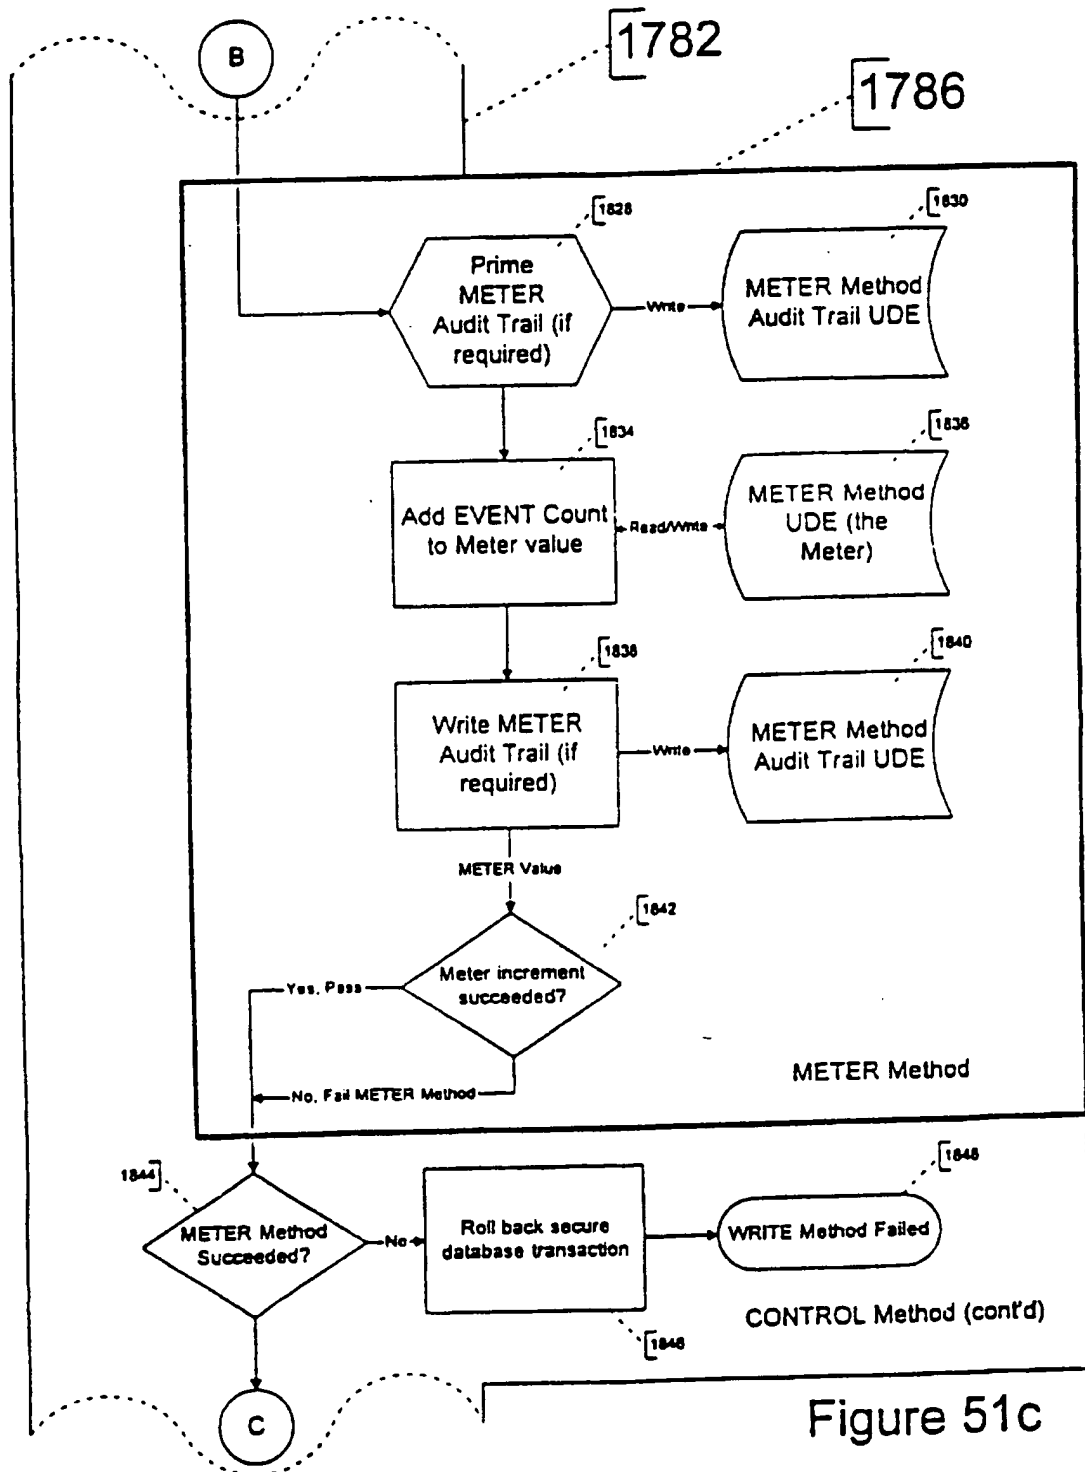 B
1782
1786
1828
Prime
METER
Audit Trail (if
required)
Write
1830
METER Method
Audit Trail UDE
1834
Add EVENT Count
to Meter value
Read/Write
1836
METER Method
UDE (the
Meter)
1838
Write METER
Audit Trail (if
required)
Write
1840
METER Method
Audit Trail UDE
METER Value
1842
Meter increment
succeeded?
Yes, Pass
No, Fail METER Method
METER Method
1844
METER Method
Succeeded?
No
Roll back secure
database transaction
1846
1848
WRITE Method Failed
CONTROL Method (cont'd)
C
Figure 51c